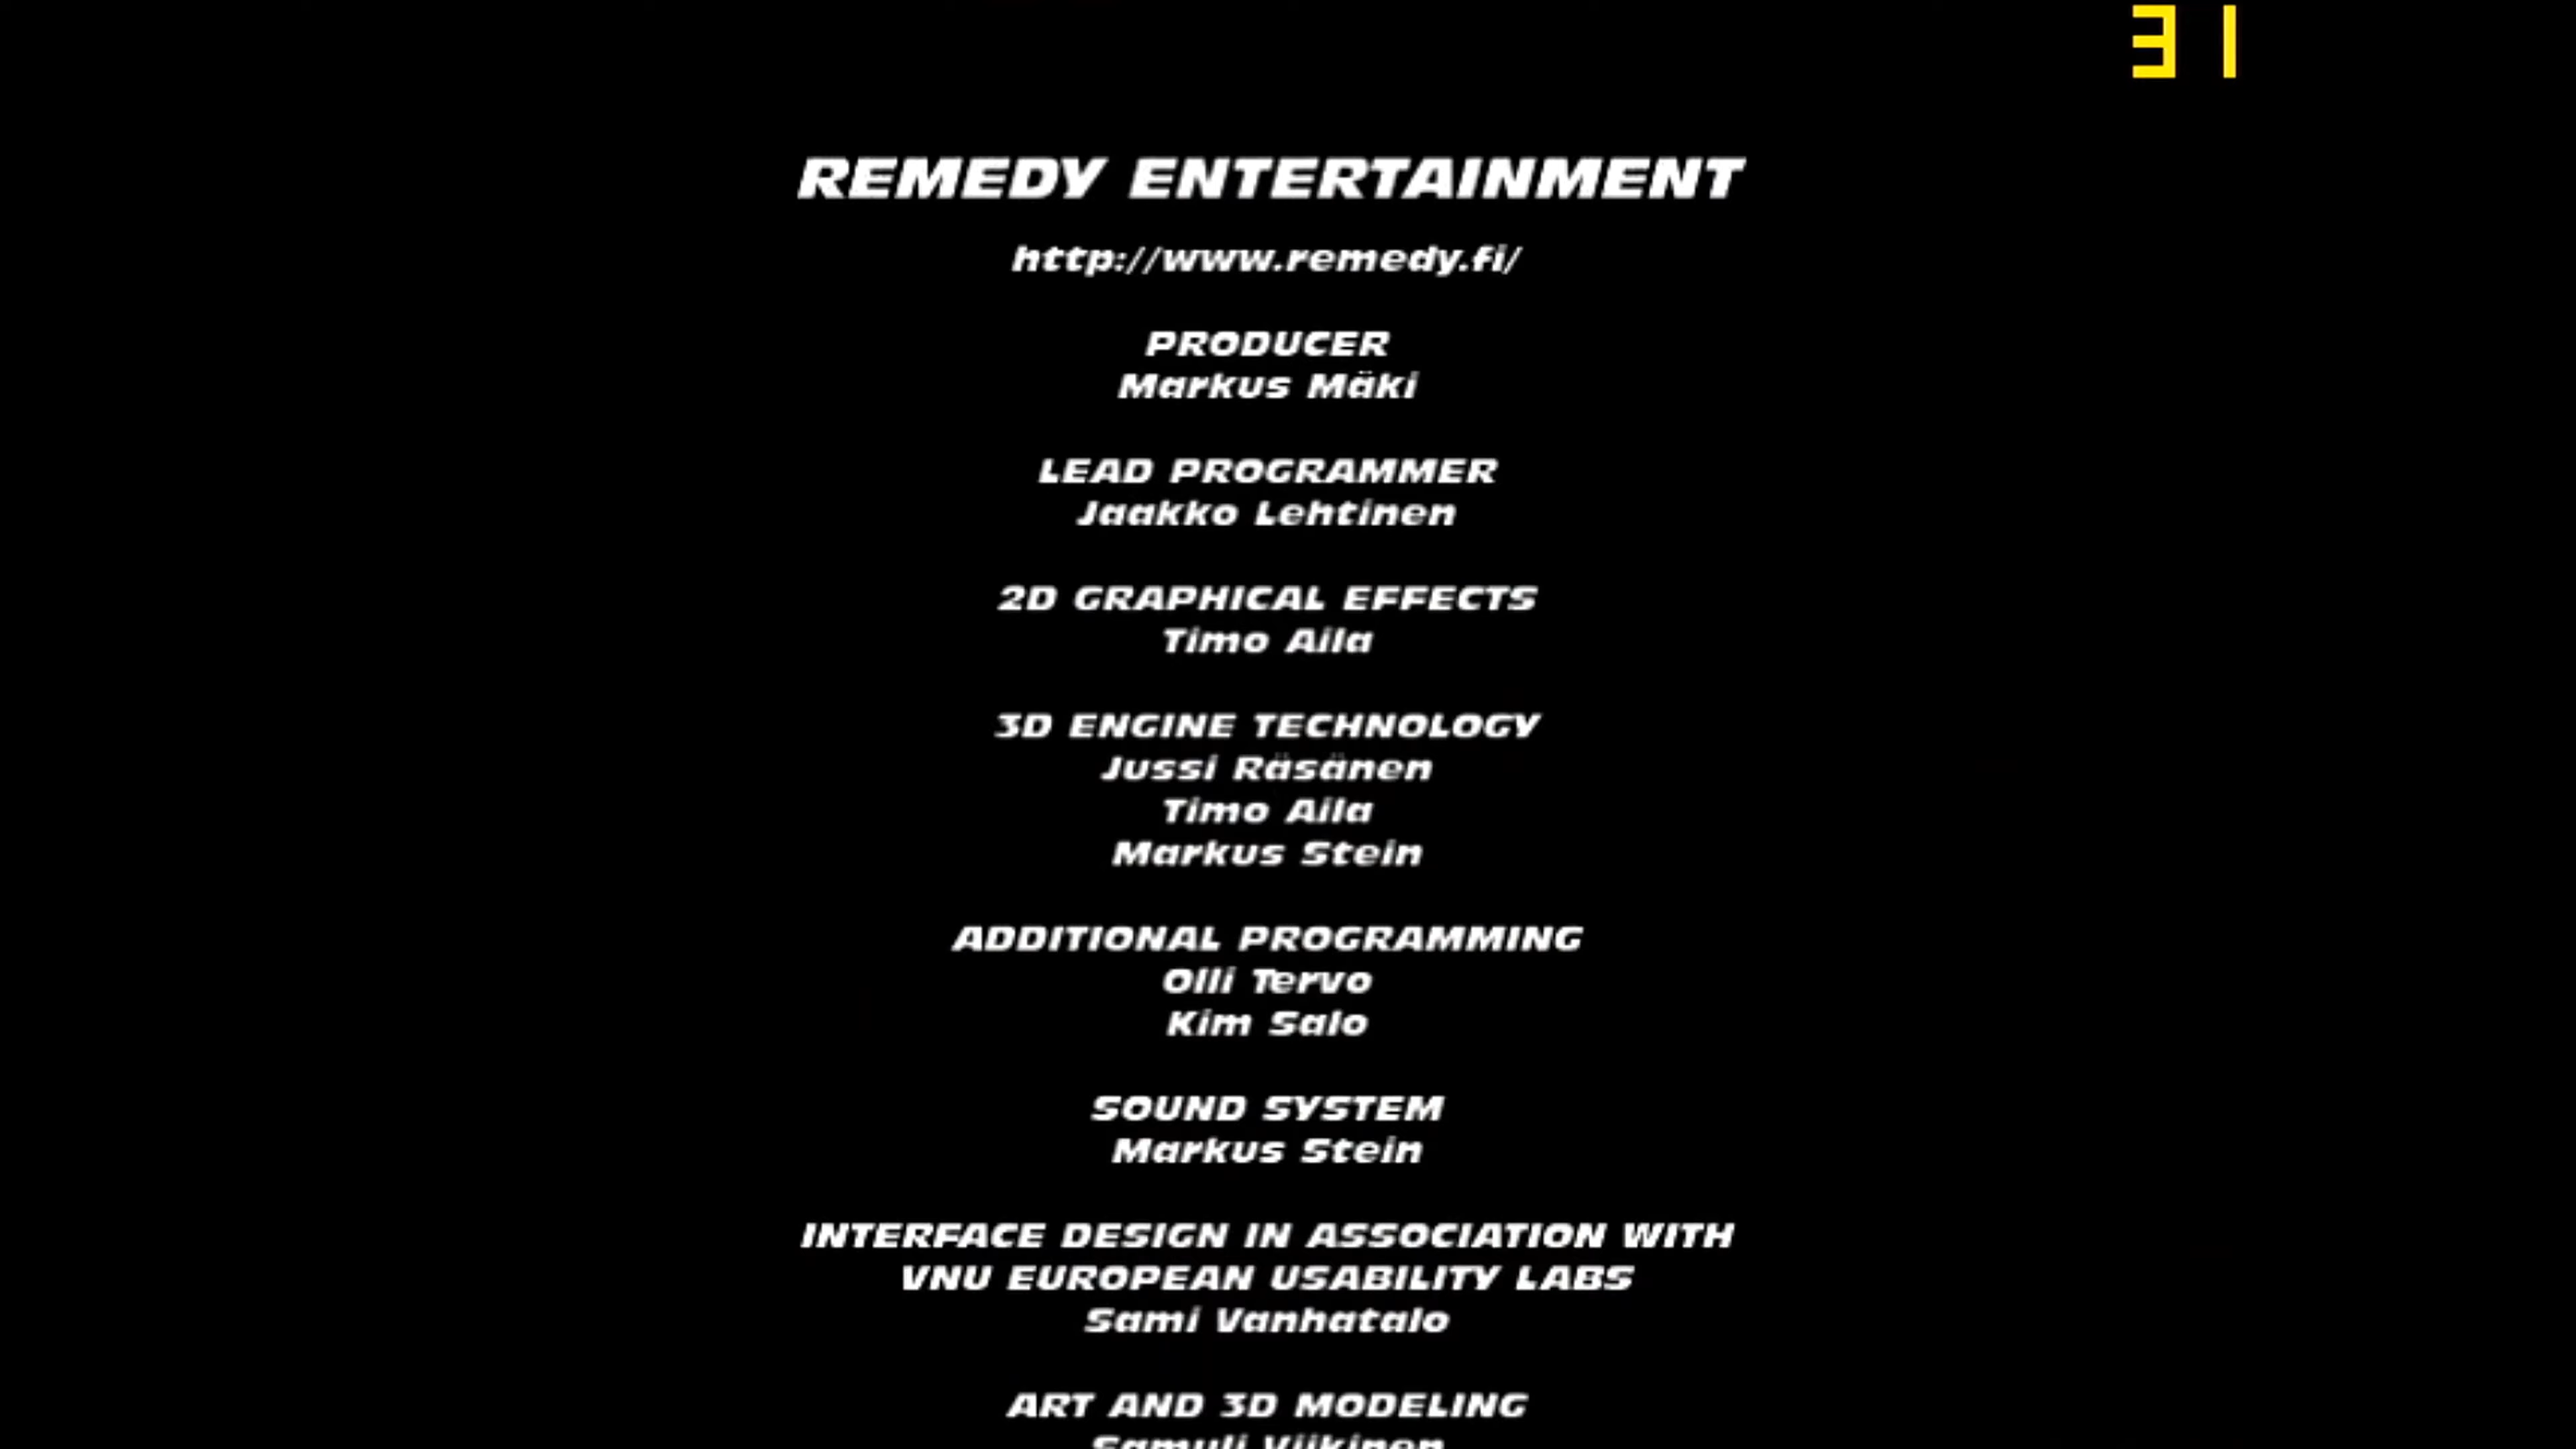 31
REMEDY ENTERTAINMENT
http://www.remedy.fi/
PRODUCER
Markus Mäki
LEAD PROGRAMMER
Jaakko Lehtinen
2D GRAPHICAL EFFECTS
Timo Aila
3D ENGINE TECHNOLOGY
Jussi Räsänen
Timo Aila
Markus Stein
ADDITIONAL PROGRAMMING
Olli Tervo
Kim Salo
SOUND SYSTEM
Markus Stein
INTERFACE DESIGN IN ASSOCIATION WITH
VNU EUROPEAN USABILITY LABS
Sami Vanhatalo
ART AND 3D MODELING
Samuli Viikinen